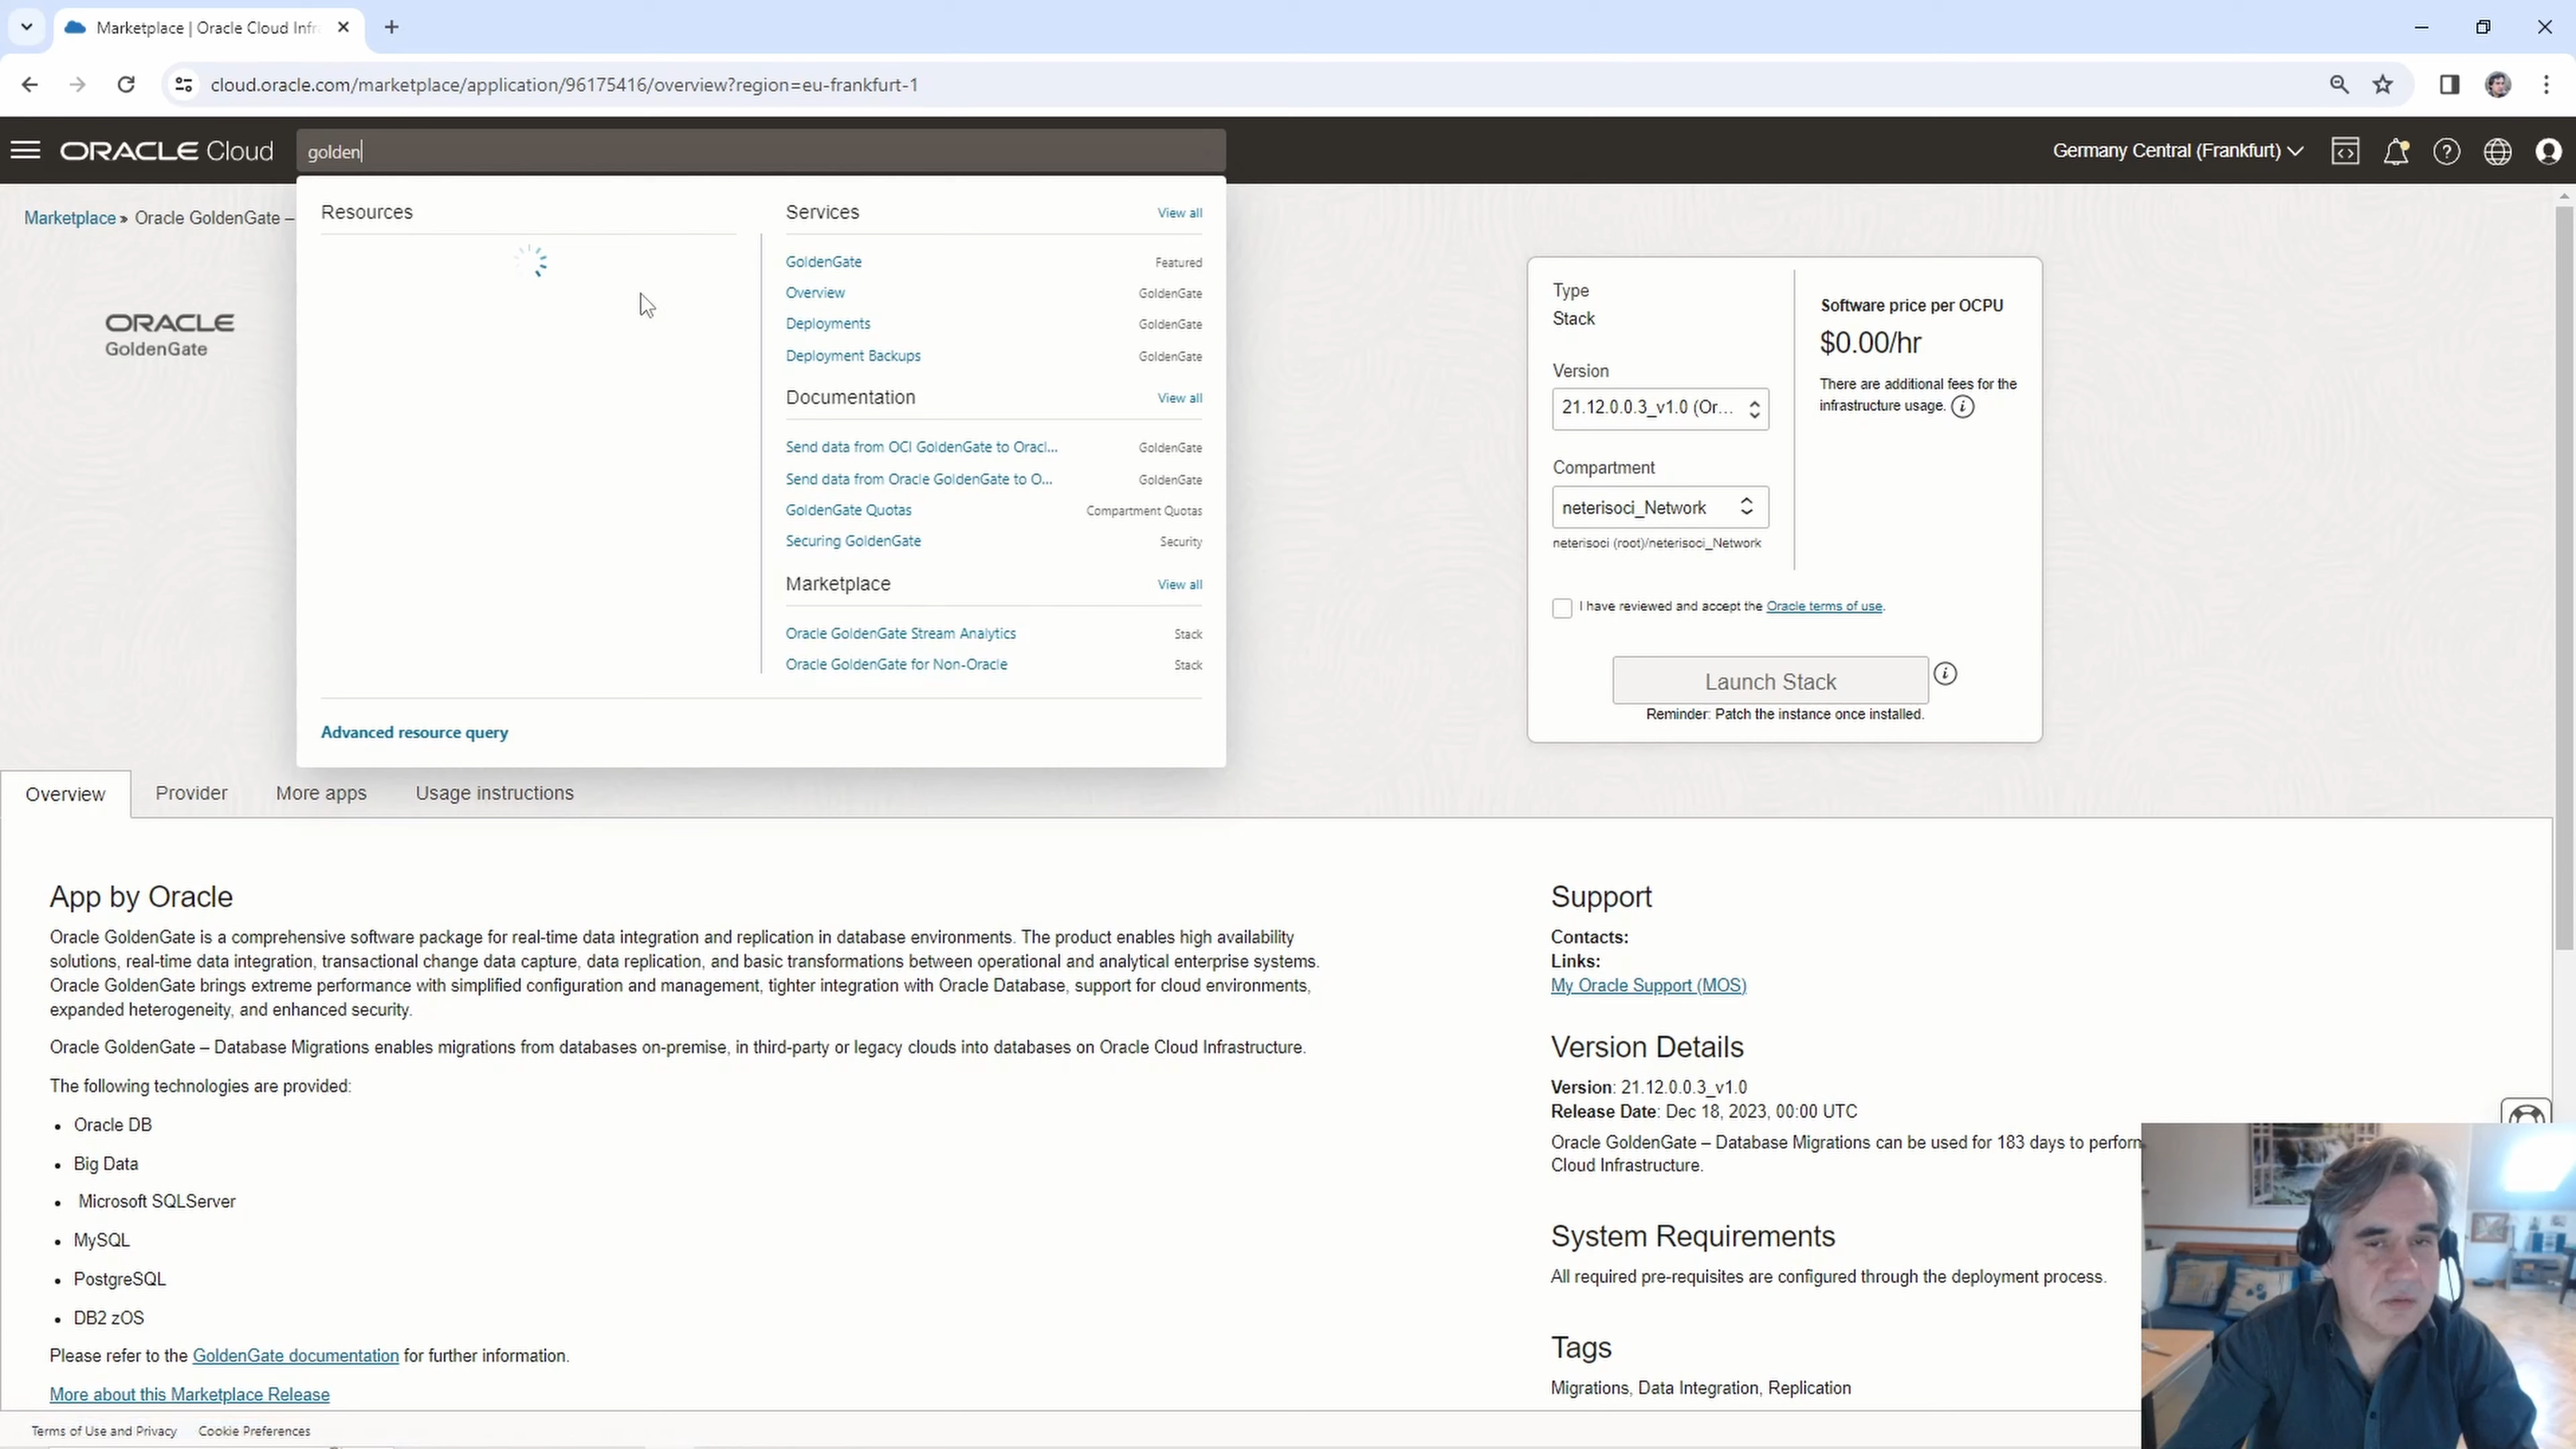 Marketplace | Oracle Cloud Infr
cloud.oracle.com/marketplace/application/96175416/overview?region=eu-frankfurt-1
ORACLE Cloud
golden
Germany Central (Frankfurt)
Marketplace » Oracle GoldenGate –
ORACLE
GoldenGate
Resources
Services
View all
GoldenGate
Featured
Overview
GoldenGate
Deployments
GoldenGate
Deployment Backups
GoldenGate
Documentation
View all
Send data from OCI GoldenGate to Oracl...
GoldenGate
Send data from Oracle GoldenGate to O...
GoldenGate
GoldenGate Quotas
Compartment Quotas
Securing GoldenGate
Security
Marketplace
View all
Oracle GoldenGate Stream Analytics
Stack
Oracle GoldenGate for Non-Oracle
Stack
Advanced resource query
Type
Stack
Version
21.12.0.0.3_v1.0 (Or...
Compartment
neterisoci_Network
neterisoci (root)/neterisoci_Network
Software price per OCPU
$0.00/hr
There are additional fees for the
infrastructure usage.
I have reviewed and accept the Oracle terms of use.
Launch Stack
Reminder: Patch the instance once installed.
Overview
Provider
More apps
Usage instructions
App by Oracle
Oracle GoldenGate is a comprehensive software package for real-time data integration and replication in database environments. The product enables high availability
solutions, real-time data integration, transactional change data capture, data replication, and basic transformations between operational and analytical enterprise systems.
Oracle GoldenGate brings extreme performance with simplified configuration and management, tighter integration with Oracle Database, support for cloud environments,
expanded heterogeneity, and enhanced security.
Oracle GoldenGate – Database Migrations enables migrations from databases on-premise, in third-party or legacy clouds into databases on Oracle Cloud Infrastructure.
The following technologies are provided:
• Oracle DB
• Big Data
• Microsoft SQLServer
• MySQL
• PostgreSQL
• DB2 zOS
Please refer to the GoldenGate documentation for further information.
More about this Marketplace Release
Support
Contacts:
Links:
My Oracle Support (MOS)
Version Details
Version: 21.12.0.0.3_v1.0
Release Date: Dec 18, 2023, 00:00 UTC
Oracle GoldenGate – Database Migrations can be used for 183 days to perform
Cloud Infrastructure.
System Requirements
All required pre-requisites are configured through the deployment process.
Tags
Migrations, Data Integration, Replication
Terms of Use and Privacy
Cookie Preferences